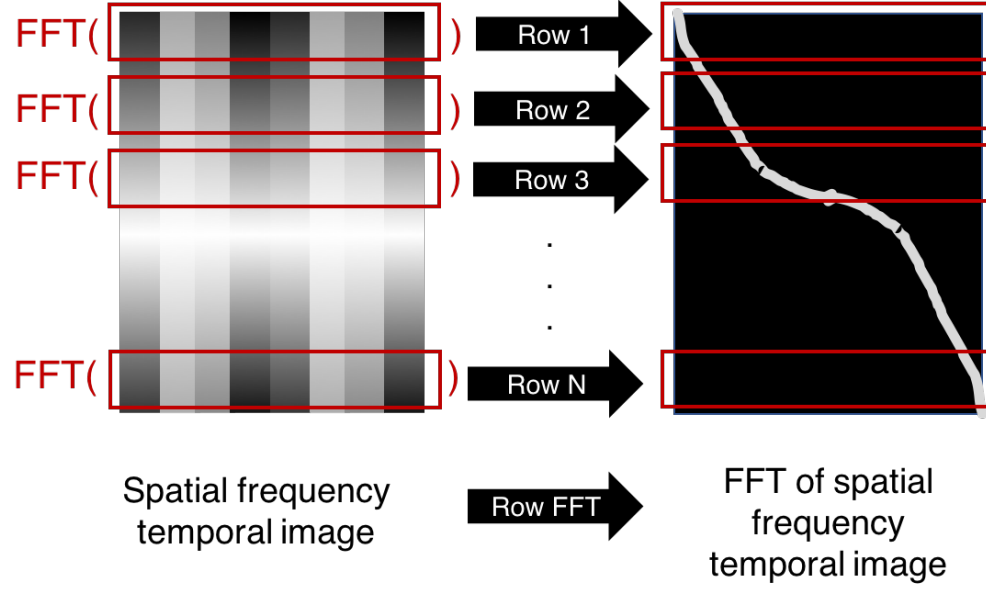 FFT( ) Row 1
FFT( ) Row 2
FFT( ) Row 3
.
.
.
FFT( ) Row N
Spatial frequency
temporal image
Row FFT
FFT of spatial
frequency
temporal image